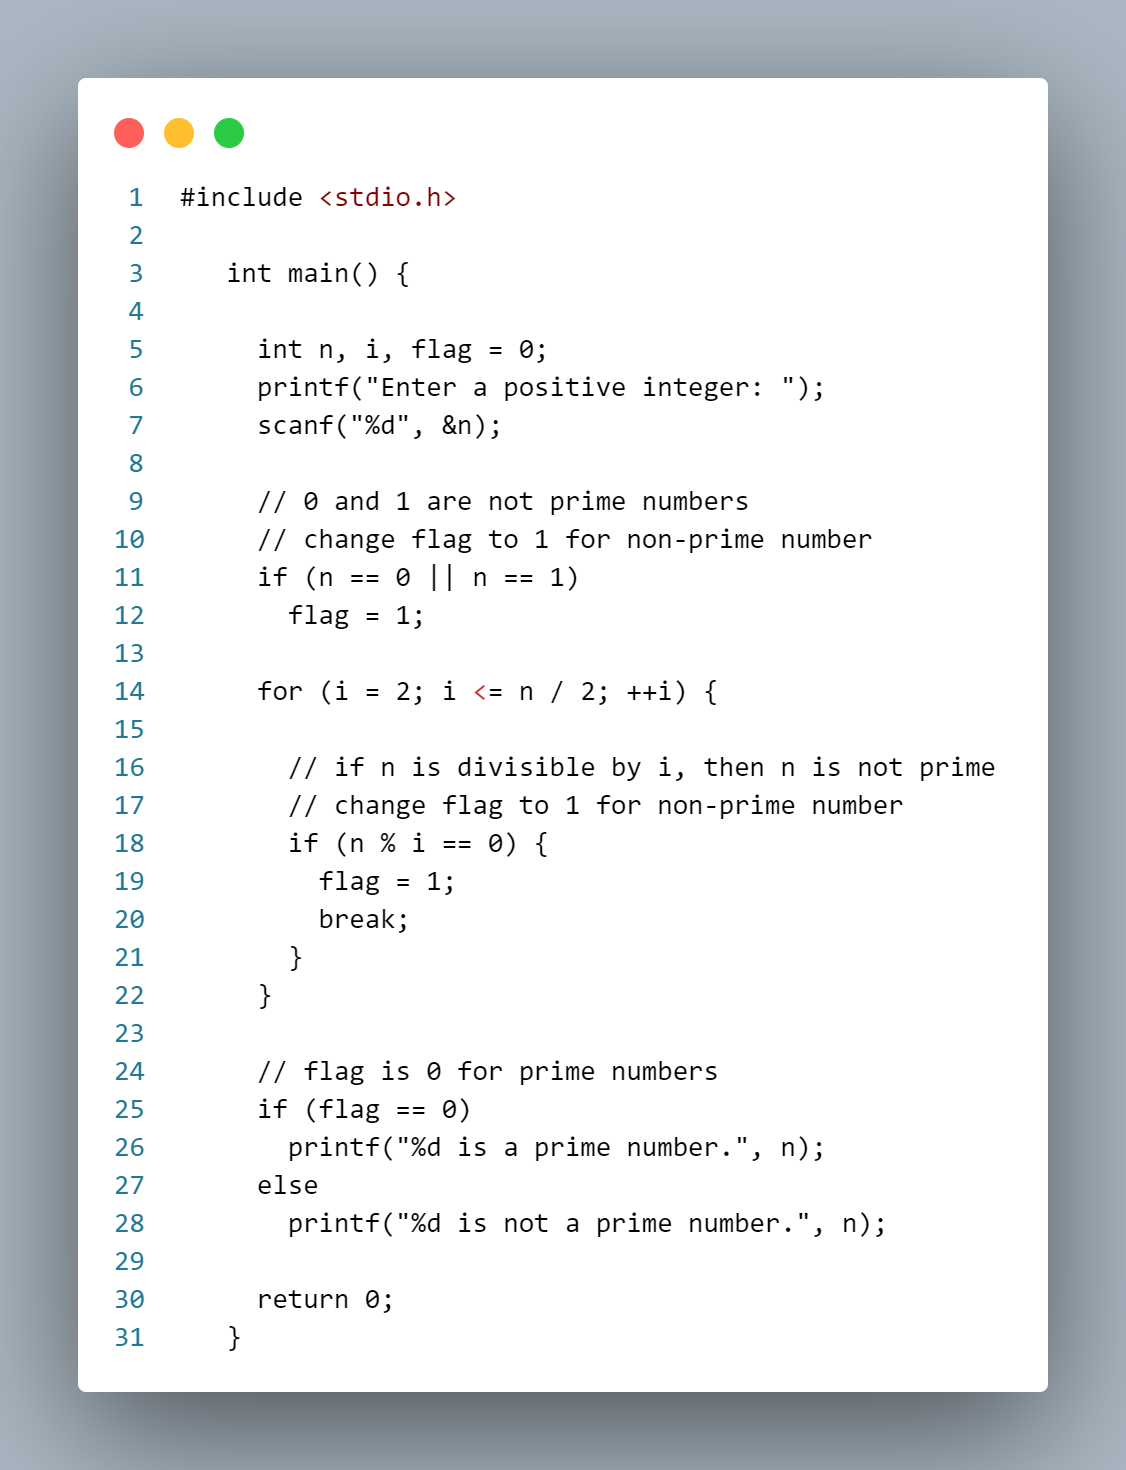 1 #include <stdio.h>
2
3 int main() {
4
5 int n, i, flag = 0;
6 printf("Enter a positive integer: ");
7 scanf("%d", &n);
8
9 // 0 and 1 are not prime numbers
10 // change flag to 1 for non-prime number
11 if (n == 0 || n == 1)
12 flag = 1;
13
14 for (i = 2; i <= n / 2; ++i) {
15
16 // if n is divisible by i, then n is not prime
17 // change flag to 1 for non-prime number
18 if (n % i == 0) {
19 flag = 1;
20 break;
21 }
22 }
23
24 // flag is 0 for prime numbers
25 if (flag == 0)
26 printf("%d is a prime number.", n);
27 else
28 printf("%d is not a prime number.", n);
29
30 return 0;
31 }